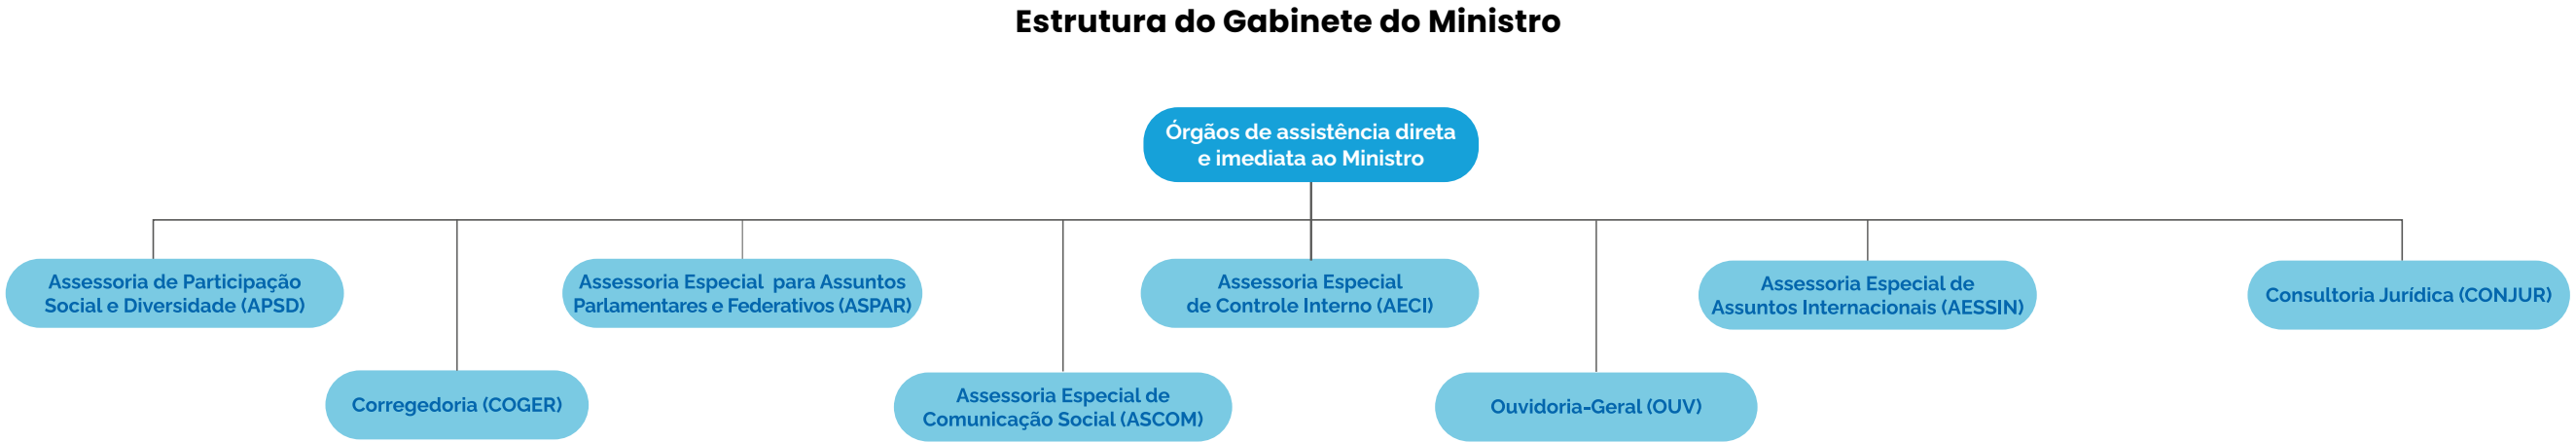 Estrutura do Gabinete do Ministro
Órgãos de assistência direta
e imediata ao Ministro
Assessoria de Participação
Social e Diversidade (APSD)
Corregedoria (COGER)
Assessoria Especial  para Assuntos
Parlamentares e Federativos (ASPAR)
Assessoria Especial de
Comunicação Social (ASCOM)
Assessoria Especial
de Controle Interno (AECI)
Ouvidoria-Geral (OUV)
Assessoria Especial de
Assuntos Internacionais (AESSIN)
Consultoria Jurídica (CONJUR)